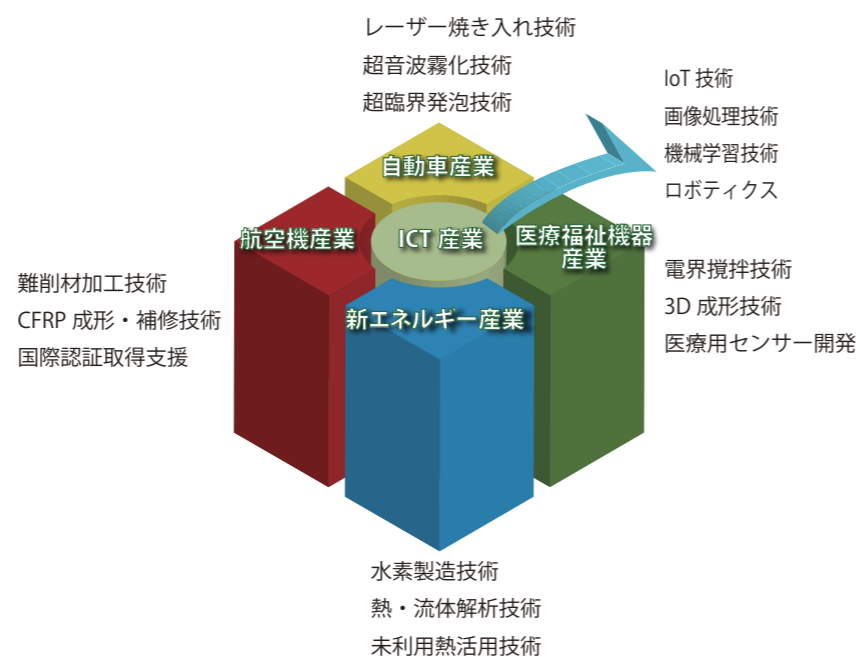 レーザー焼き入れ技術
超音波霧化技術
超臨界発泡技術
IoT 技術
画像処理技術
機械学習技術
ロボティクス
自動車産業
航空機産業
ICT 産業
医療福祉機器
産業
新エネルギー産業
難削材加工技術
CFRP 成形・補修技術
国際認証取得支援
電界撹拌技術
3D 成形技術
医療用センサー開発
水素製造技術
熱・流体解析技術
未利用熱活用技術